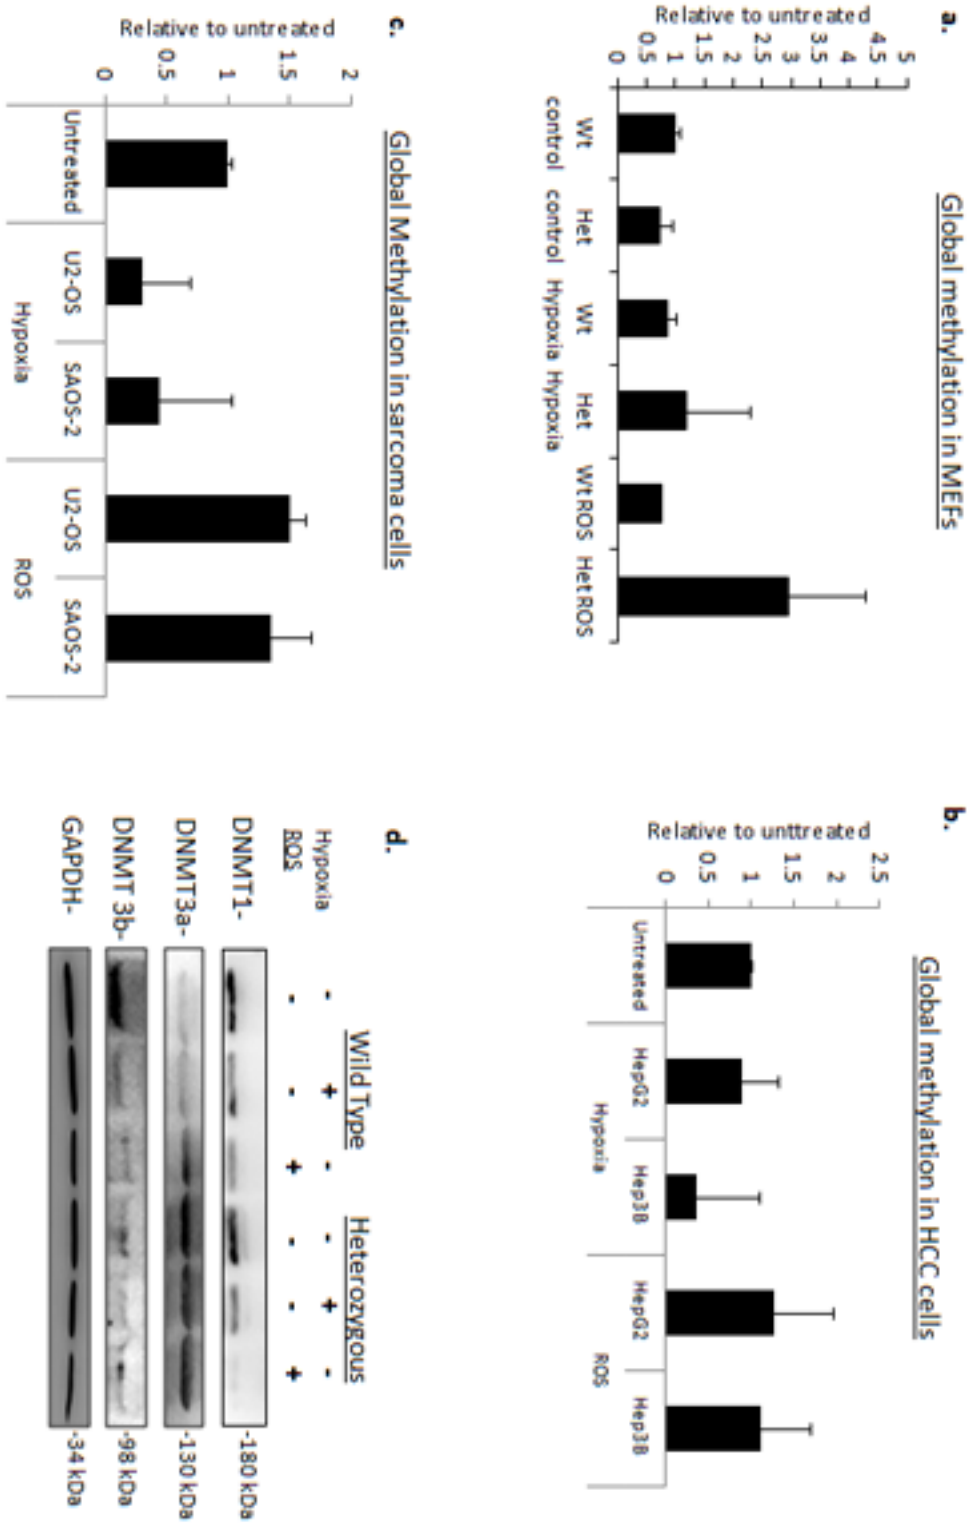 a.
Global methylation in MEFs
Relative to untreated
5
4.5
4
3.5
3
2.5
2
1.5
1
0.5
0
Wt Het Wt Het Wt ROS Het ROS
control control Hypoxia Hypoxia
b.
Global methylation in HCC cells
Relative to unttreated
2.5
2
1.5
1
0.5
0
Untreated HepG2 Hep3B HepG2 Hep3B
Hypoxia ROS
c.
Global Methylation in sarcoma cells
Relative to untreated
2
1.5
1
0.5
0
Untreated U2-OS SAOS-2 U2-OS SAOS-2
Hypoxia ROS
d.
Wild Type Heterozygous
Hypoxia - + - - + -
ROS - - + - - +
DNMT1- -180 kDa
DNMT3a- -130 kDa
DNMT 3b- -98 kDa
GAPDH- -34 kDa